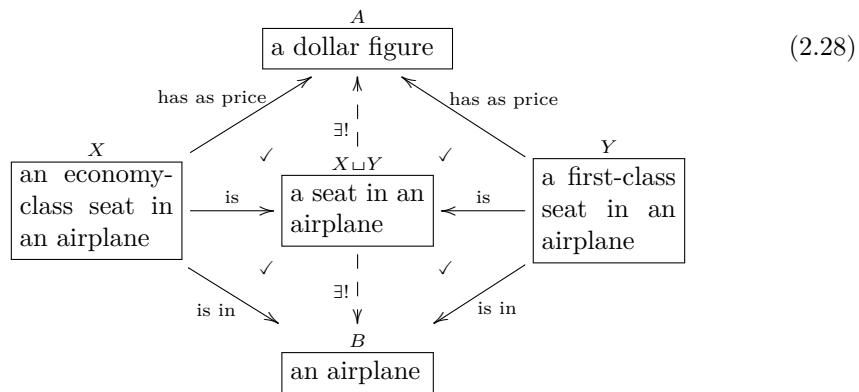 A
a dollar figure
(2.28)
has as price
has as price
∃!
✓
✓
X
X⊔Y
Y
an economy-
class seat in
an airplane
is
a seat in an
airplane
is
a first-class
seat in an
airplane
✓
✓
∃!
is in
is in
B
an airplane